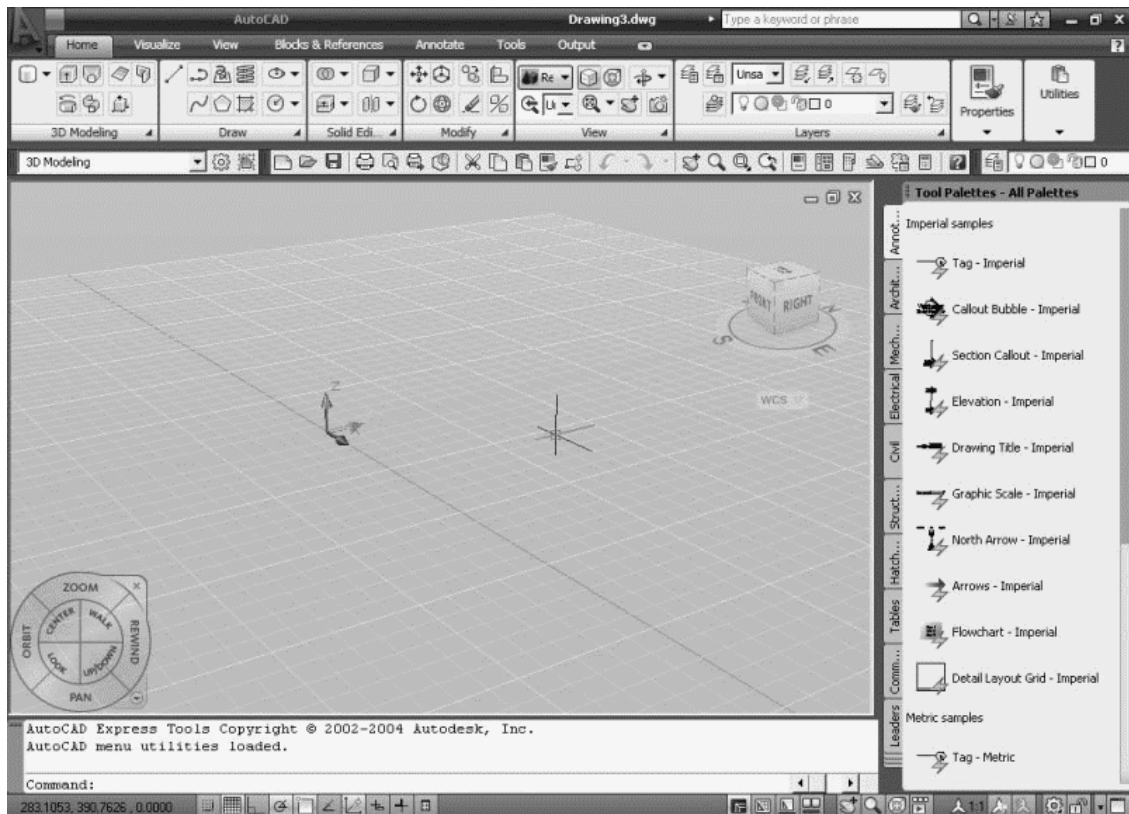 AutoCAD Drawing3.dwg Type a keyword or phrase
Home Visualize View Blocks & References Annotate Tools Output
Re Unsa
Properties Utilities
0
3D Modeling Draw Solid Edi... Modify View Layers
3D Modeling 0
Tool Palettes - All Palettes
Annot...
Archit...
Mech...
Electrical
Civil
Struct...
Hatch...
Tables
Comm...
Leaders
Imperial samples
Tag - Imperial
Callout Bubble - Imperial
Section Callout - Imperial
Elevation - Imperial
Drawing Title - Imperial
Graphic Scale - Imperial
North Arrow - Imperial
Arrows - Imperial
Flowchart - Imperial
Detail Layout Grid - Imperial
Metric samples
Tag - Metric
FRONT RIGHT
S E
WCS
Z
X
ZOOM
CENTER WALK
ORBIT REWIND
LOOK UP/DOWN
PAN
AutoCAD Express Tools Copyright © 2002-2004 Autodesk, Inc.
AutoCAD menu utilities loaded.
Command:
283.1053, 390.7626 , 0.0000 1:1